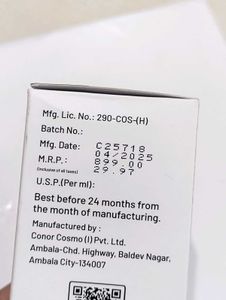 Mfg. Lic. No.: 290-COS-(H)
Batch No.: C25718
Mfg. Date: 04/2025
M.R.P.: 899.00
(inclusive of all taxes) 29.97
U.S.P.(Per ml):
Best before 24 months from
the month of manufacturing.
Manufactured by :
Conor Cosmo (I) Pvt. Ltd.
Ambala-Chd. Highway, Baldev Nagar,
Ambala City-134007